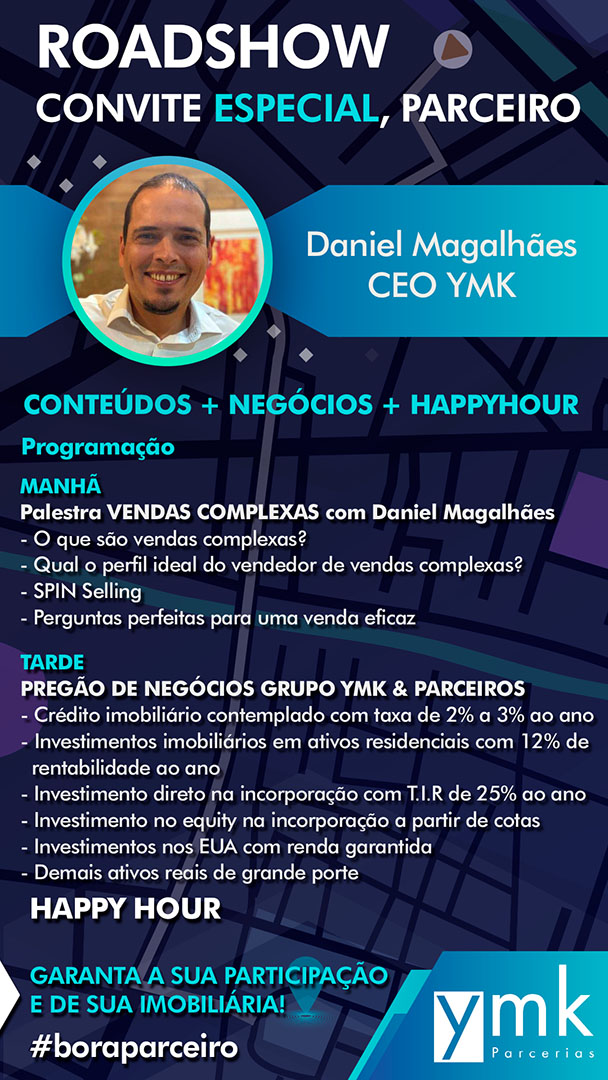 ROADSHOW
CONVITE ESPECIAL, PARCEIRO
Daniel Magalhães
CEO YMK
CONTEÚDOS + NEGÓCIOS + HAPPYHOUR
Programação
MANHÃ
Palestra VENDAS COMPLEXAS com Daniel Magalhães
- O que são vendas complexas?
- Qual o perfil ideal do vendedor de vendas complexas?
- SPIN Selling
- Perguntas perfeitas para uma venda eficaz
TARDE
PREGÃO DE NEGÓCIOS GRUPO YMK & PARCEIROS
- Crédito imobiliário contemplado com taxa de 2% a 3% ao ano
- Investimentos imobiliários em ativos residenciais com 12% de
rentabilidade ao ano
- Investimento direto na incorporação com T.I.R de 25% ao ano
- Investimento no equity na incorporação a partir de cotas
- Investimentos nos EUA com renda garantida
- Demais ativos reais de grande porte
HAPPY HOUR
GARANTA A SUA PARTICIPAÇÃO
E DE SUA IMOBILIÁRIA!
#boraparceiro
ymk
Parcerias